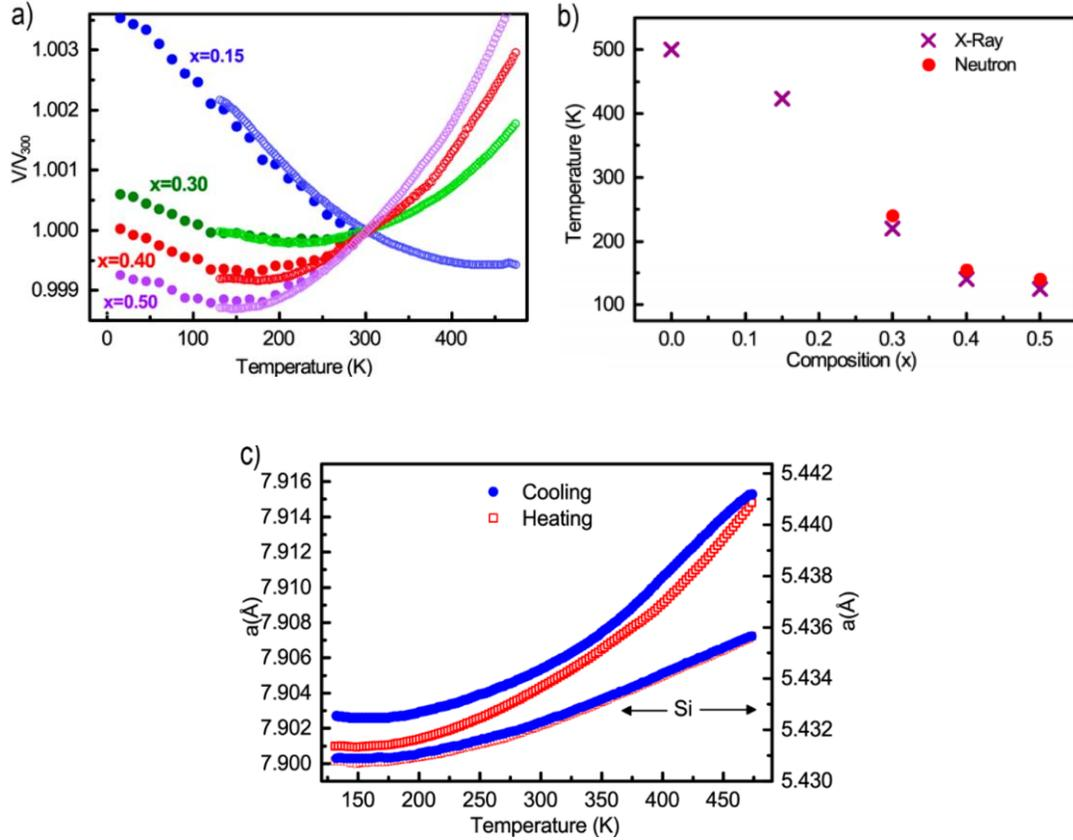 a)
x=0.15
x=0.30
x=0.40
x=0.50
V/V300
1.003
1.002
1.001
1.000
0.999
0 100 200 300 400
Temperature (K)
b)
X-Ray
Neutron
Temperature (K)
500
400
300
200
100
0.0 0.1 0.2 0.3 0.4 0.5
Composition (x)
c)
Cooling
Heating
Si
a(Å)
7.916
7.914
7.912
7.910
7.908
7.906
7.904
7.902
7.900
5.442
5.440
5.438
5.436
5.434
5.432
5.430
a(Å)
150 200 250 300 350 400 450
Temperature (K)